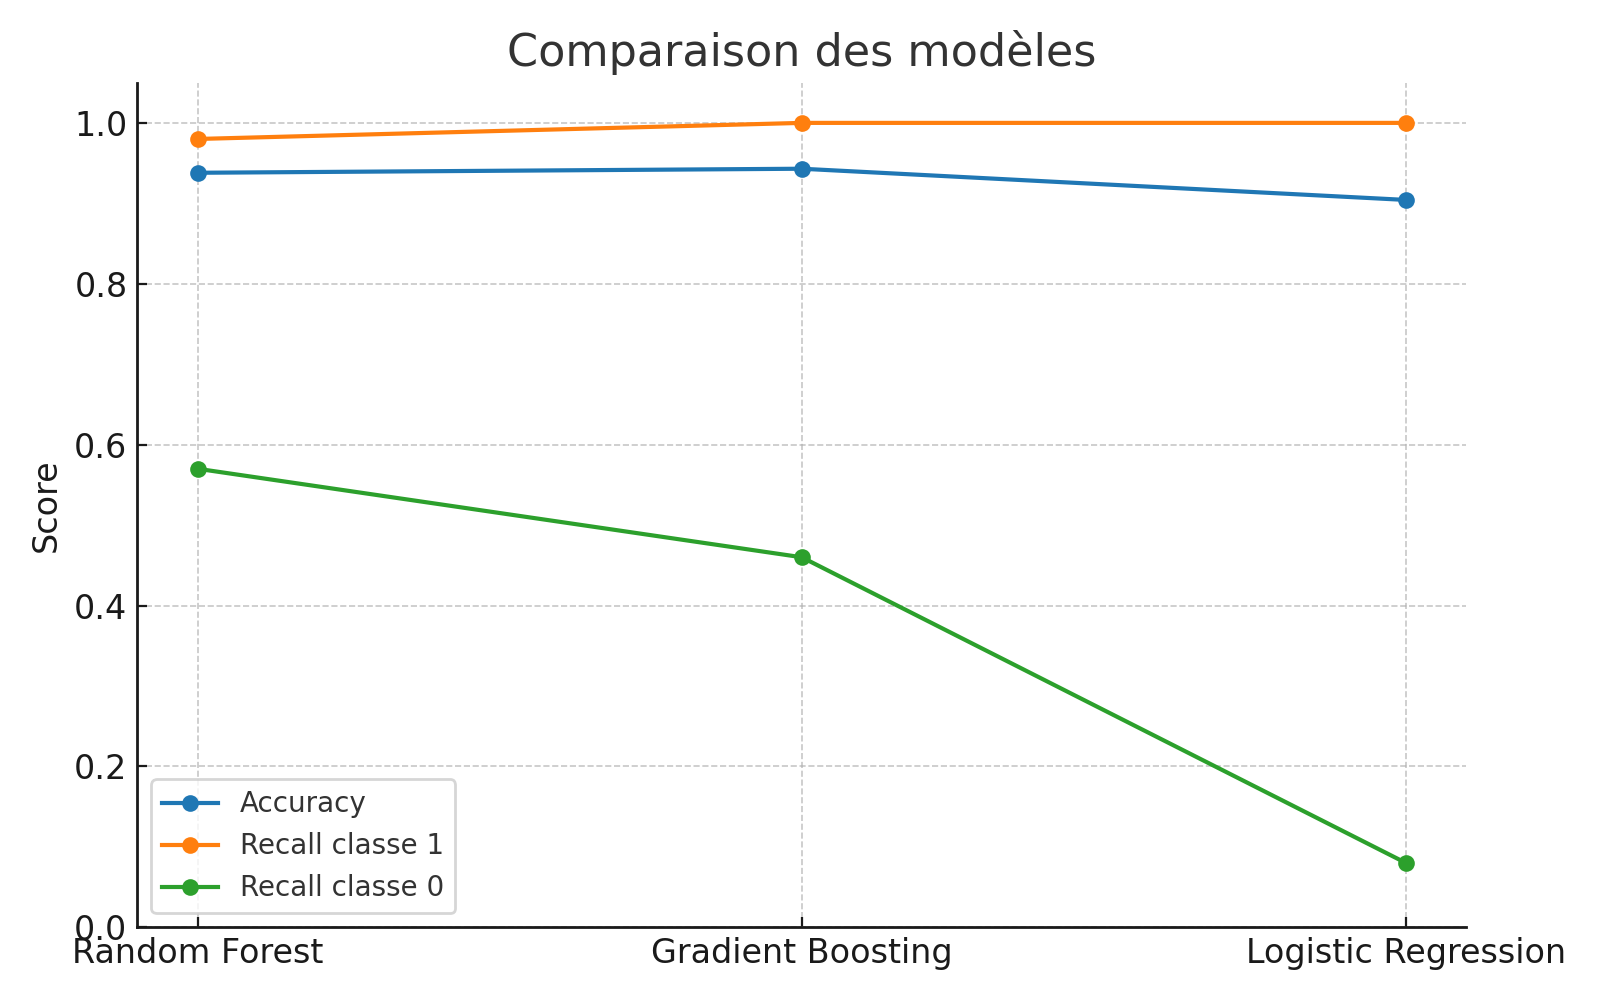 Comparaison des modèles
1.0
0.8
0.6
0.4
0.2
0.0
Score
Accuracy
Recall classe 1
Recall classe 0
Random Forest
Gradient Boosting
Logistic Regression